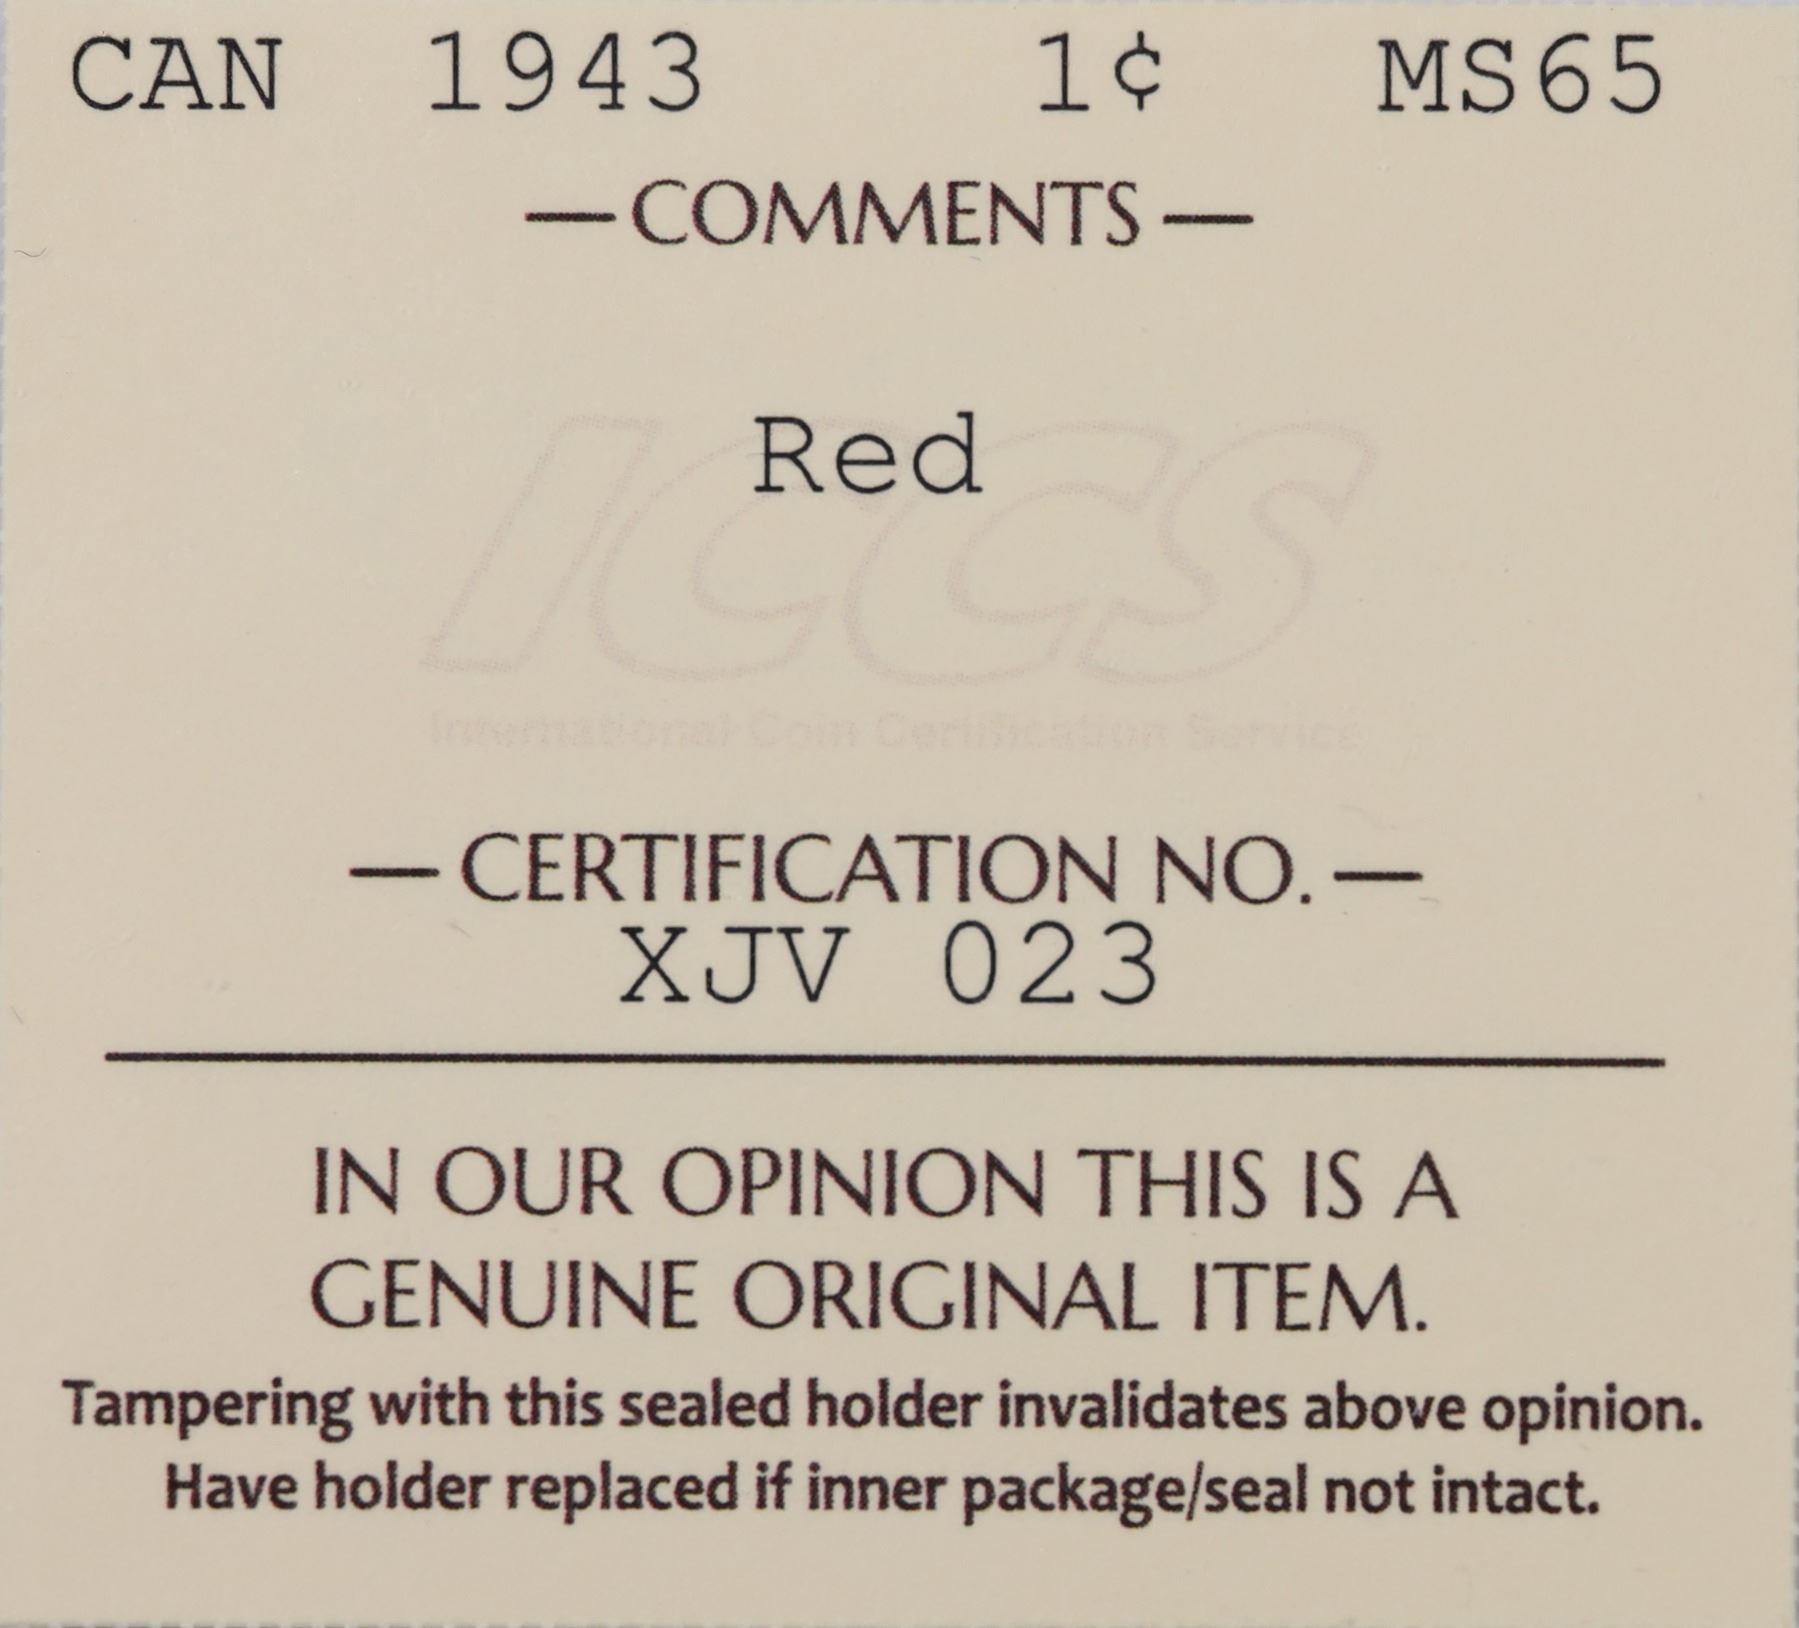 CAN 1943 1¢ MS65
—COMMENTS—
Red
ICCS
International Coin Certification Service
—CERTIFICATION NO.—
XJV 023
IN OUR OPINION THIS IS A
GENUINE ORIGINAL ITEM.
Tampering with this sealed holder invalidates above opinion.
Have holder replaced if inner package/seal not intact.